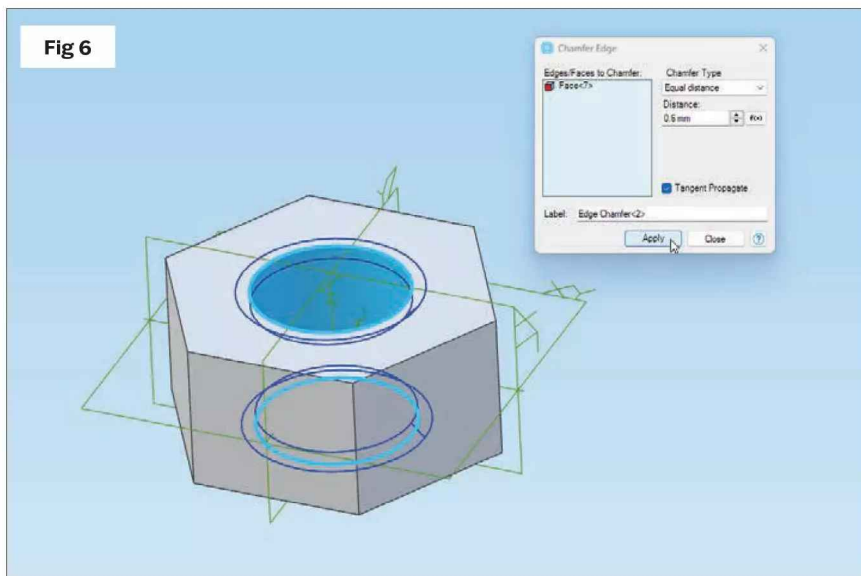 Fig 6
Chamfer Edge
Edges/Faces to Chamfer:
Face<7>
Chamfer Type
Equal distance
Distance:
0.6 mm
f(x)
Tangent Propagate
Label: Edge Chamfer<2>
Apply Close ?